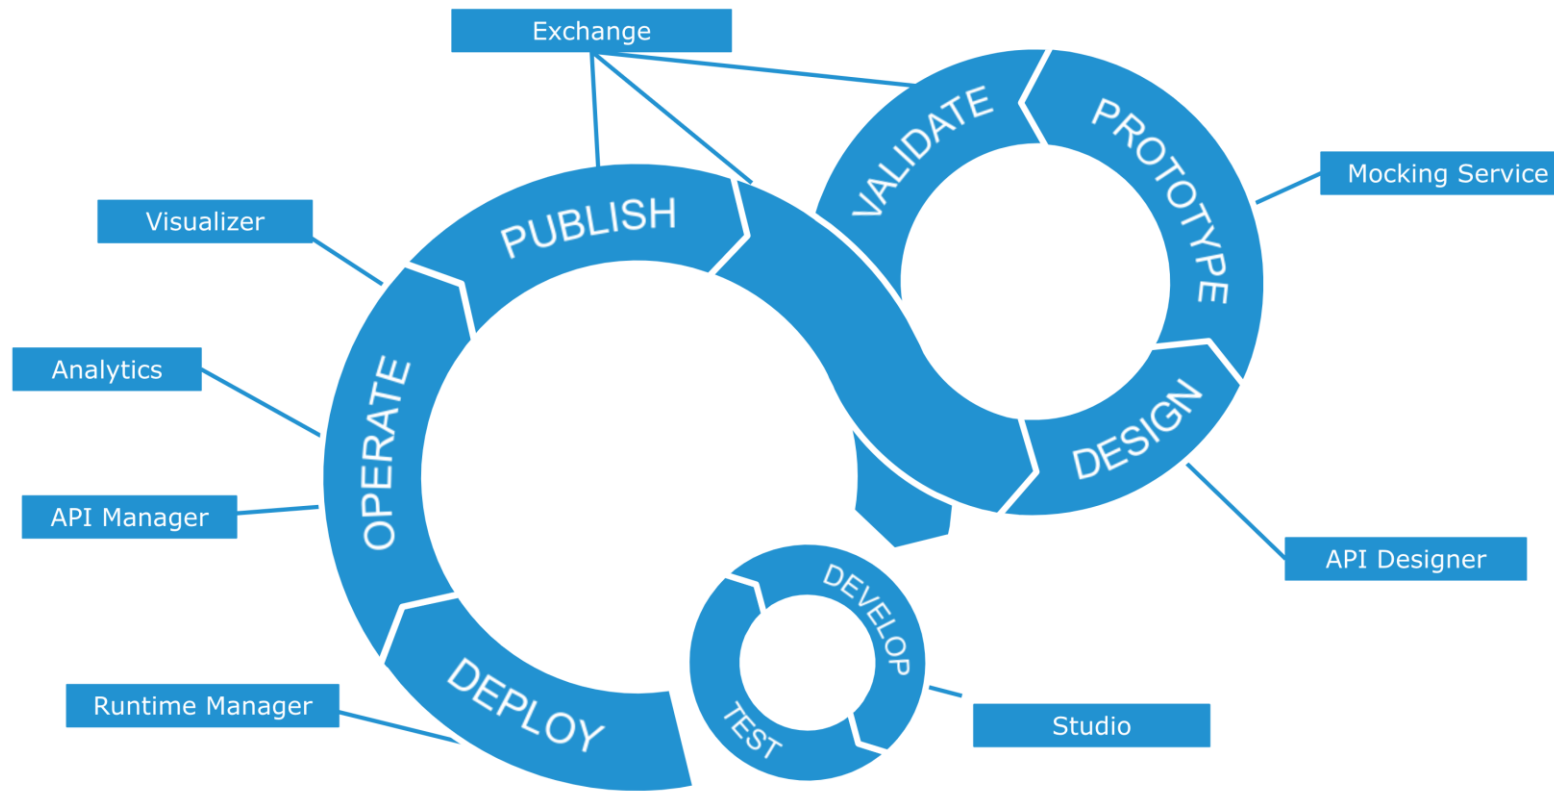 Exchange
VALIDATE
PROTOTYPE
Mocking Service
Visualizer
PUBLISH
Analytics
OPERATE
DESIGN
API Manager
API Designer
DEVELOP
Runtime Manager
DEPLOY
TEST
Studio